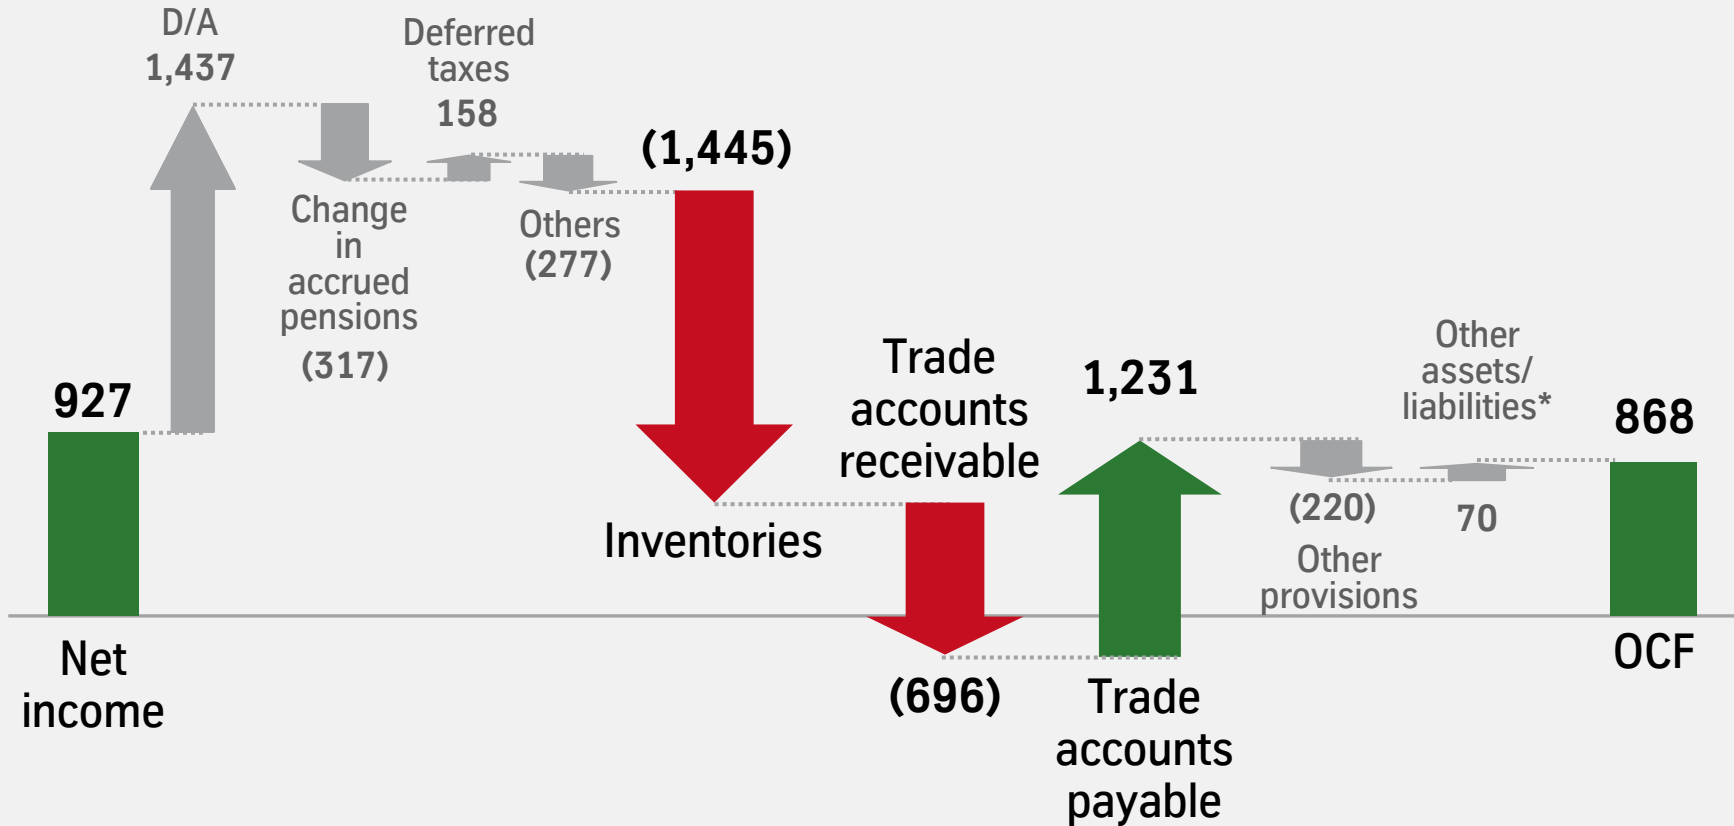 D/A
1,437
Deferred
taxes
158
(1,445)
Change
in
accrued
pensions
(317)
Others
(277)
927
Net
income
Inventories
Trade
accounts
receivable
(696)
1,231
Trade
accounts
payable
(220)
Other
provisions
Other
assets/
liabilities*
70
868
OCF